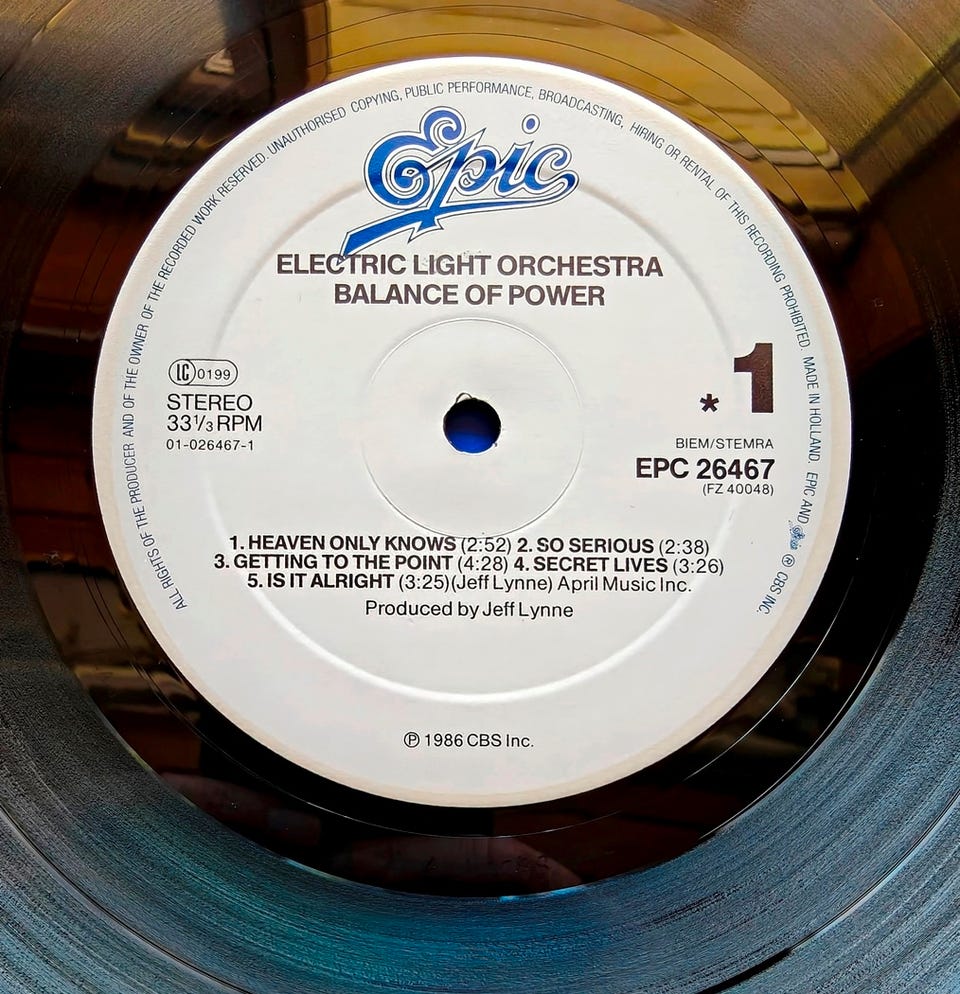 ALL RIGHTS OF THE PRODUCER AND OF THE OWNER OF THE RECORDED WORK RESERVED. UNAUTHORISED COPYING, PUBLIC PERFORMANCE, BROADCASTING, HIRING OR RENTAL OF THIS RECORDING PROHIBITED. MADE IN HOLLAND. EPIC AND ® CBS INC.
Epic
ELECTRIC LIGHT ORCHESTRA
BALANCE OF POWER
LC 0199
STEREO
33 1/3 RPM
01-026467-1
* 1
BIEM/STEMRA
EPC 26467
(FZ 40048)
1. HEAVEN ONLY KNOWS (2:52) 2. SO SERIOUS (2:38)
3. GETTING TO THE POINT (4:28) 4. SECRET LIVES (3:26)
5. IS IT ALRIGHT (3:25)(Jeff Lynne) April Music Inc.
Produced by Jeff Lynne
℗ 1986 CBS Inc.